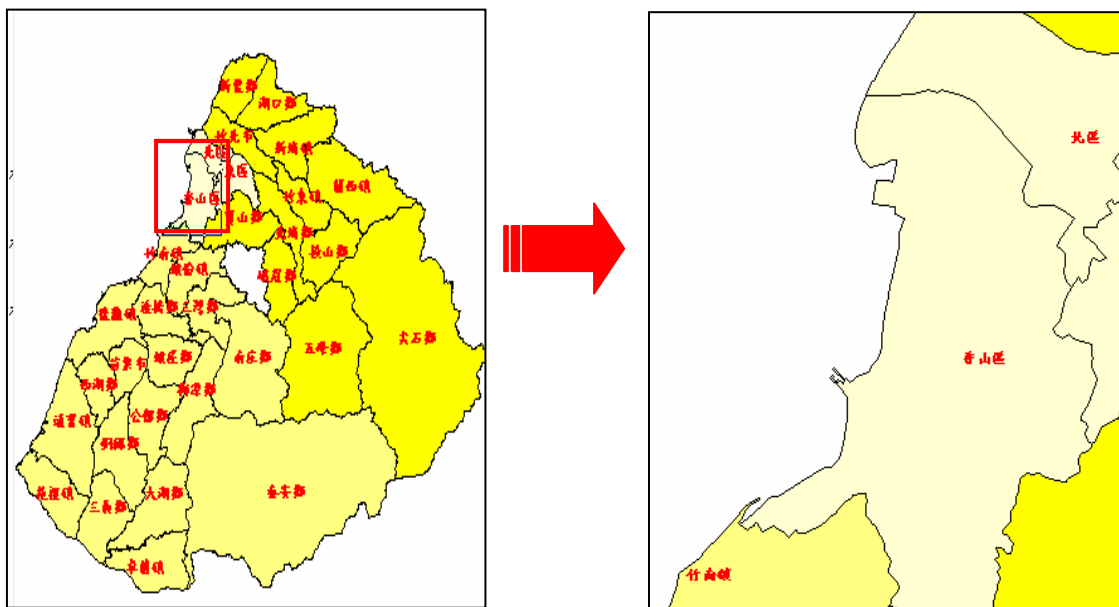 新豐鄉
湖口鄉
竹北市
新埔鎮
北區
東區
關西鎮
香山區
竹東鎮
寶山鄉
芎林鄉
橫山鄉
竹南鎮
頭份鎮
峨眉鄉
後龍鎮
造橋鄉
三灣鄉
五峰鄉
尖石鄉
南庄鄉
頭屋鄉
苗栗市
西湖鄉
獅潭鄉
通霄鎮
公館鄉
銅鑼鄉
苑裡鎮
大湖鄉
泰安鄉
三義鄉
卓蘭鎮
北區
香山區
竹南鎮